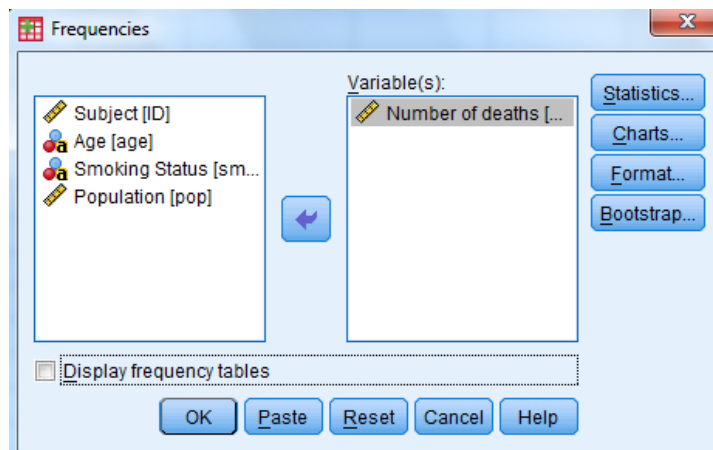 Frequencies
Variable(s):
Subject [ID]
Age [age]
Smoking Status [sm...
Population [pop]
Number of deaths [...
Statistics...
Charts...
Format...
Bootstrap...
Display frequency tables
OK Paste Reset Cancel Help